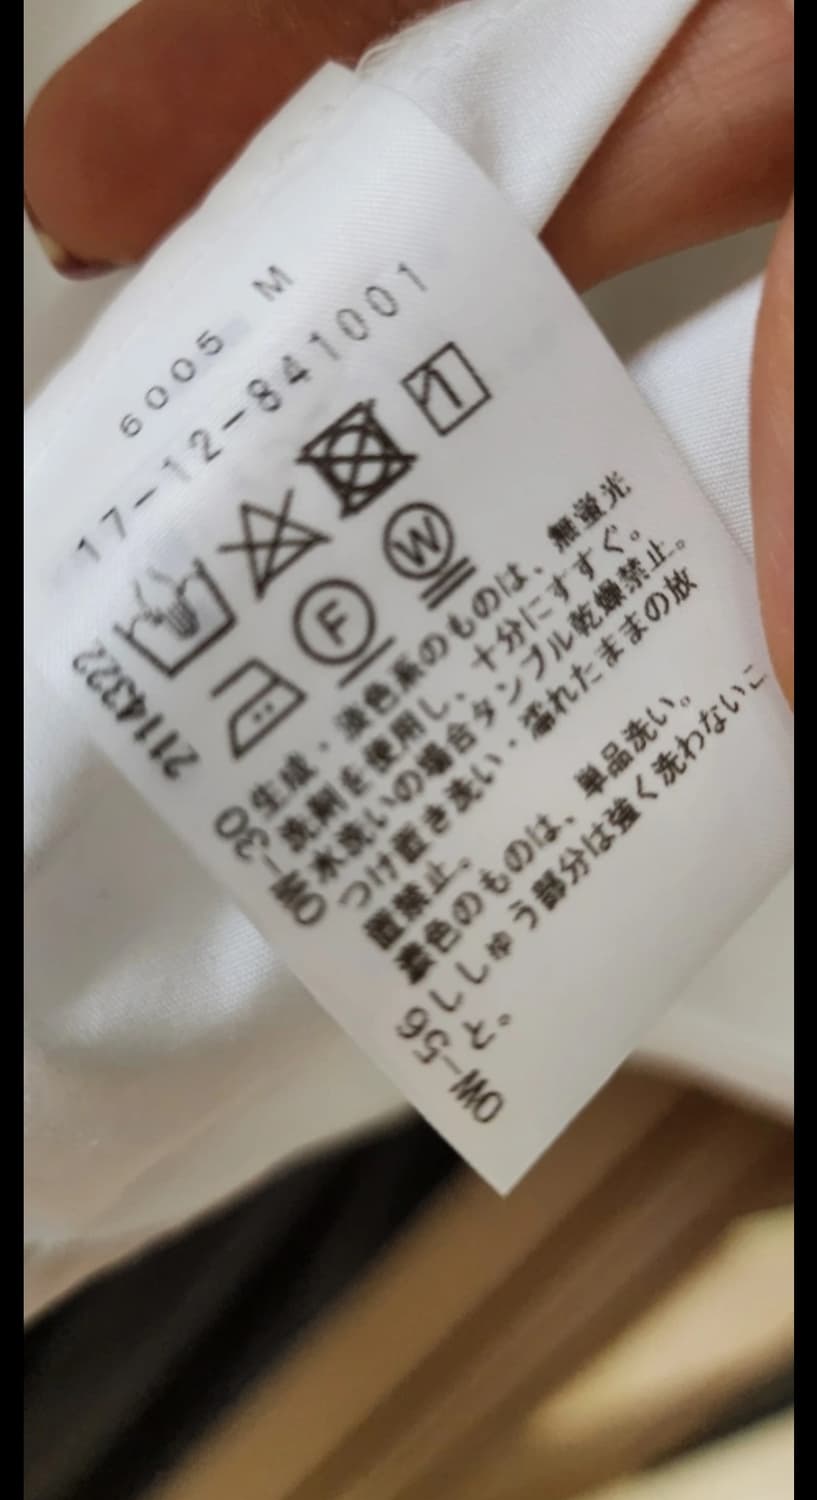 6005 M
17-12-841001
2114322
F
W
生成・淡色系のものは、無蛍光
洗剤を使用し、十分にすすぐ。
水洗いの場合タンブル乾燥禁止。
つけ置き洗い・濡れたままの放
置禁止。
濃色のものは、単品洗い。
ししゅう部分は強く洗わないこ
と。
QW-30
QW-56